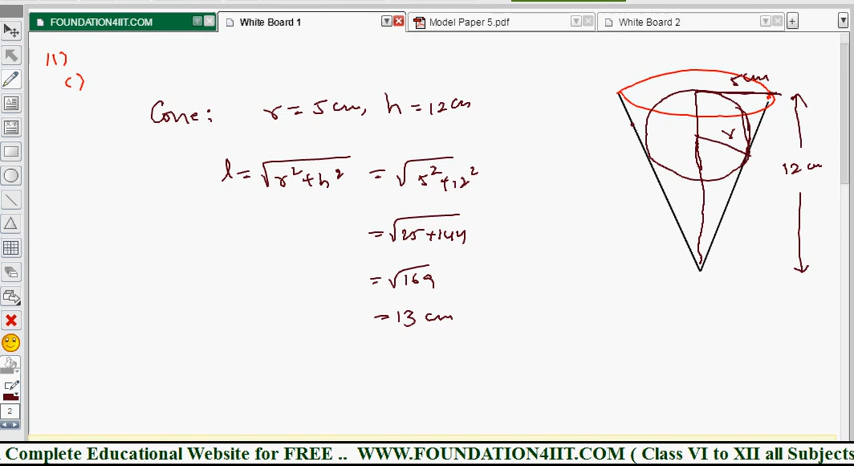 FOUNDATION4IIT.COM
White Board 1
Model Paper 5.pdf
White Board 2
11)
c)
Cone: r = 5 cm, h = 12 cm
l = √r²+h² = √5²+12²
= √25+144
= √169
= 13 cm
5 cm
r
12 cm
2
Complete Educational Website for FREE .. WWW.FOUNDATION4IIT.COM ( Class VI to XII all Subjects